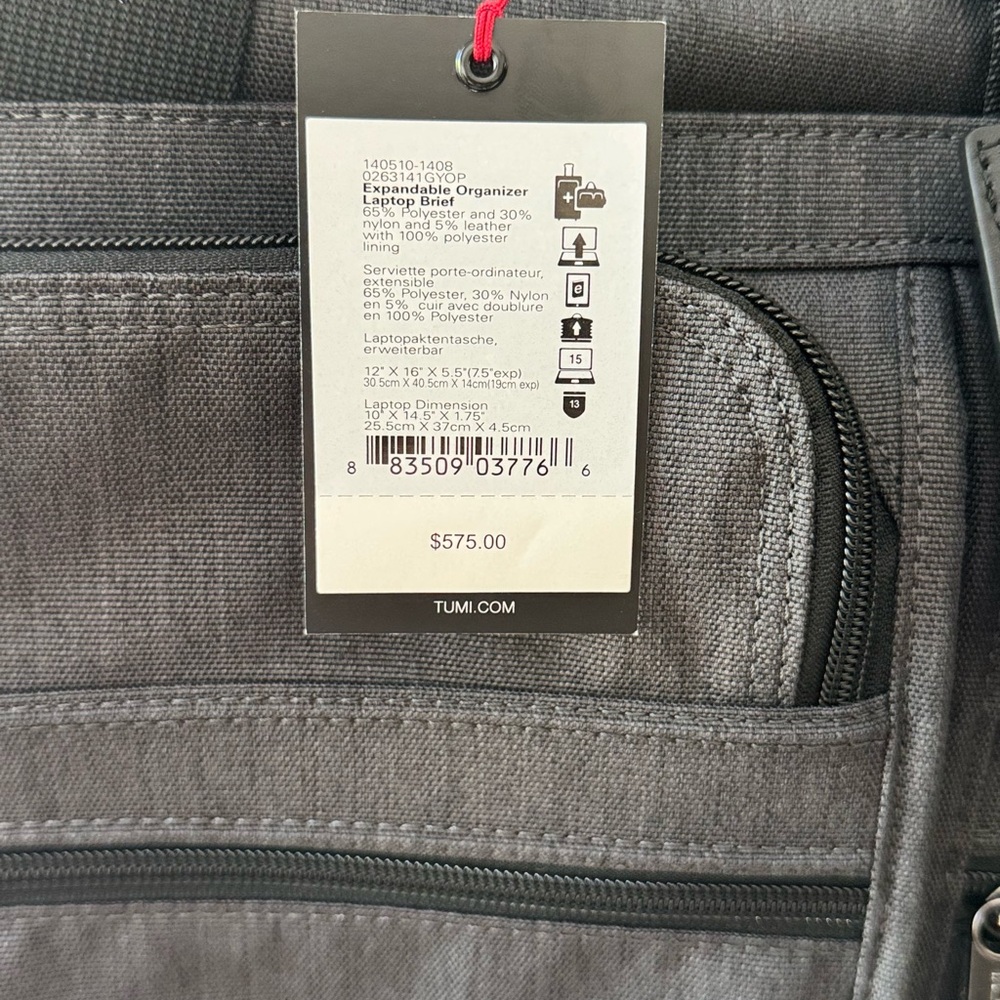 140510-1408
0263141GYOP
Expandable Organizer
Laptop Brief
65% Polyester and 30%
nylon and 5% leather
with 100% polyester
lining
Serviette porte-ordinateur,
extensible
65% Polyester, 30% Nylon
en 5% cuir avec doublure
en 100% Polyester
Laptopaktentasche,
erweiterbar
12" X 16" X 5.5"(7.5"exp)
30.5cm X 40.5cm X 14cm(19cm exp)
Laptop Dimension
10" X 14.5" X 1.75"
25.5cm X 37cm X 4.5cm
e
15
13
8 83509 03776 6
$575.00
TUMI.COM